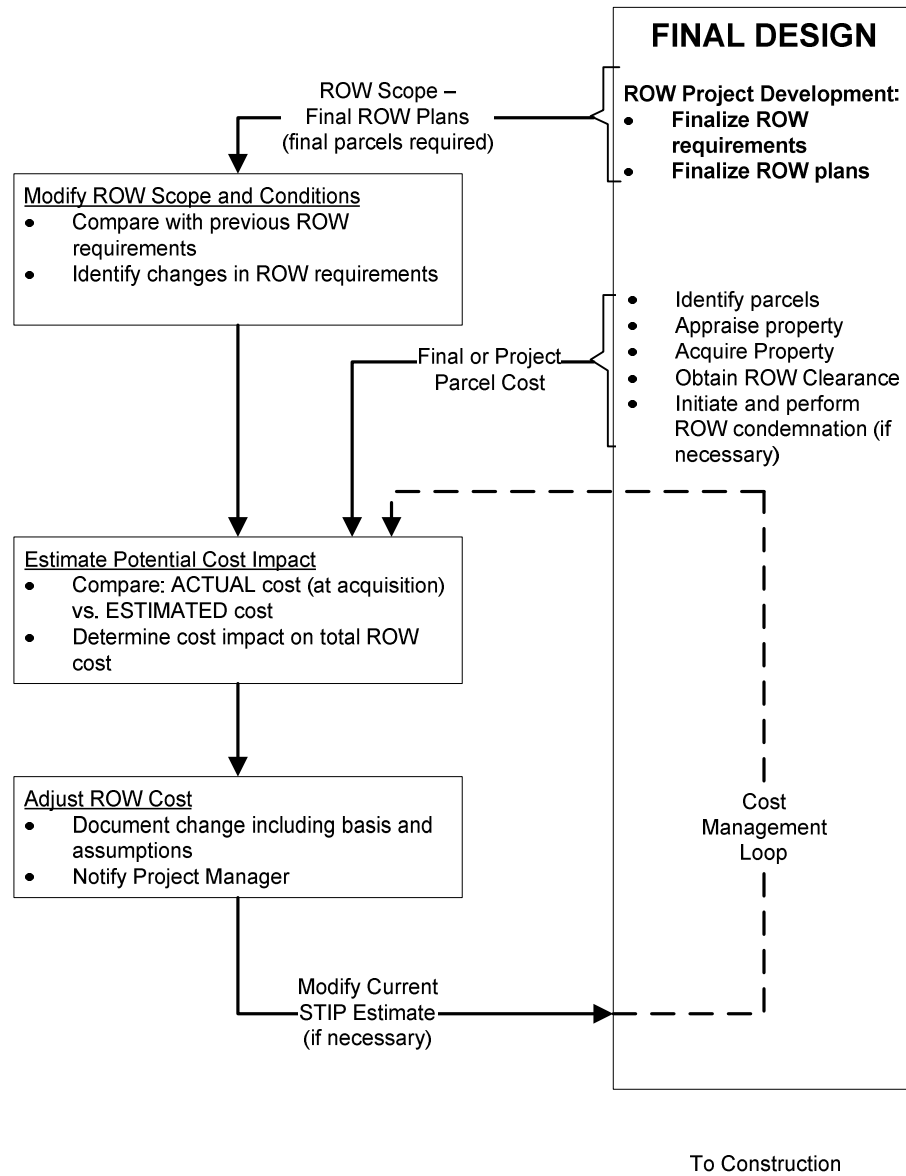 FINAL DESIGN
ROW Project Development:
• Finalize ROW
requirements
• Finalize ROW plans
ROW Scope –
Final ROW Plans
(final parcels required)
Modify ROW Scope and Conditions
• Compare with previous ROW
requirements
• Identify changes in ROW requirements
• Identify parcels
• Appraise property
• Acquire Property
• Obtain ROW Clearance
• Initiate and perform
ROW condemnation (if
necessary)
Final or Project
Parcel Cost
Estimate Potential Cost Impact
• Compare: ACTUAL cost (at acquisition)
vs. ESTIMATED cost
• Determine cost impact on total ROW
cost
Adjust ROW Cost
• Document change including basis and
assumptions
• Notify Project Manager
Cost
Management
Loop
Modify Current
STIP Estimate
(if necessary)
To Construction